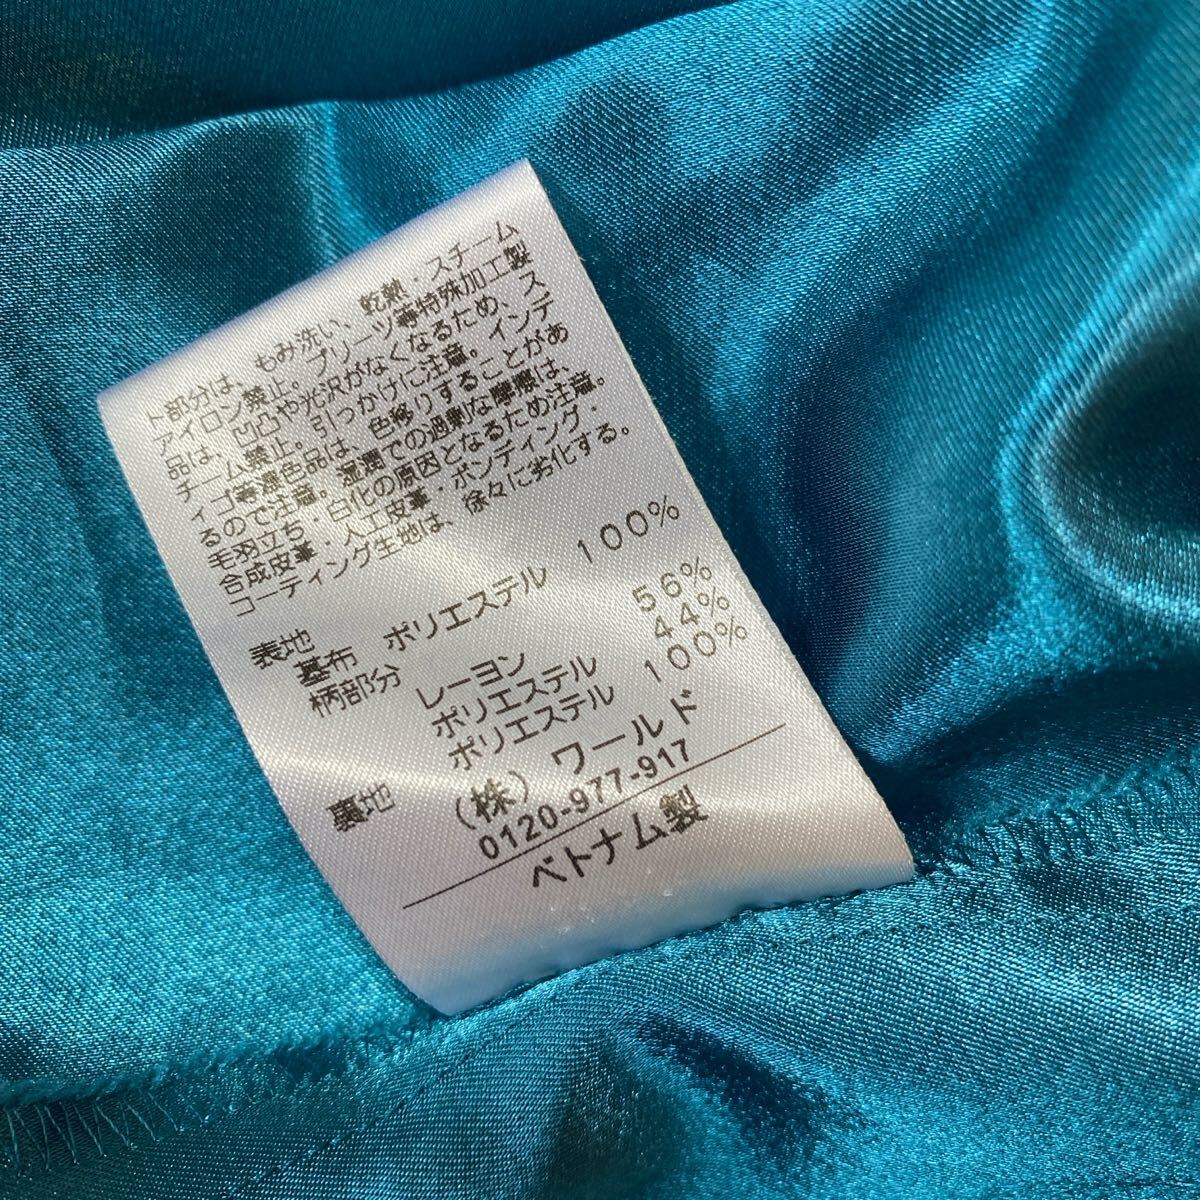 ト部分は、もみ洗い、乾熱・スチーム
アイロン禁止。プリーツ等特殊加工製
品は、凹凸や光沢がなくなるため、ス
チーム禁止。引っかけに注意。インデ
ィゴ等濃色品は、色移りすることがあ
るので注意。湿潤での過剰な摩擦は、
毛羽立ち・白化の原因となるため注意。
合成皮革・人工皮革・ボンディング・
コーティング生地は、徐々に劣化する。
表地
基布 ポリエステル 100%
柄部分
レーヨン 56%
ポリエステル 44%
裏地 ポリエステル 100%
(株) ワールド
0120-977-917
ベトナム製